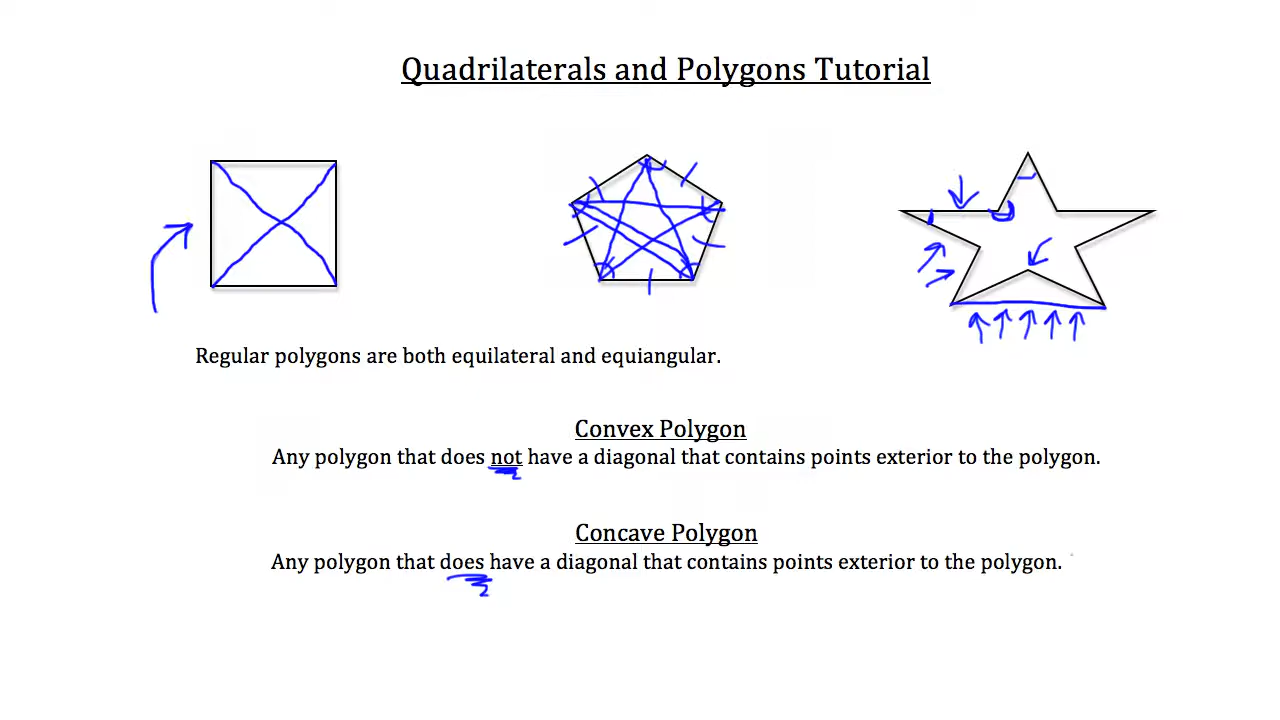 Quadrilaterals and Polygons Tutorial
Regular polygons are both equilateral and equiangular.
Convex Polygon
Any polygon that does not have a diagonal that contains points exterior to the polygon.
Concave Polygon
Any polygon that does have a diagonal that contains points exterior to the polygon.